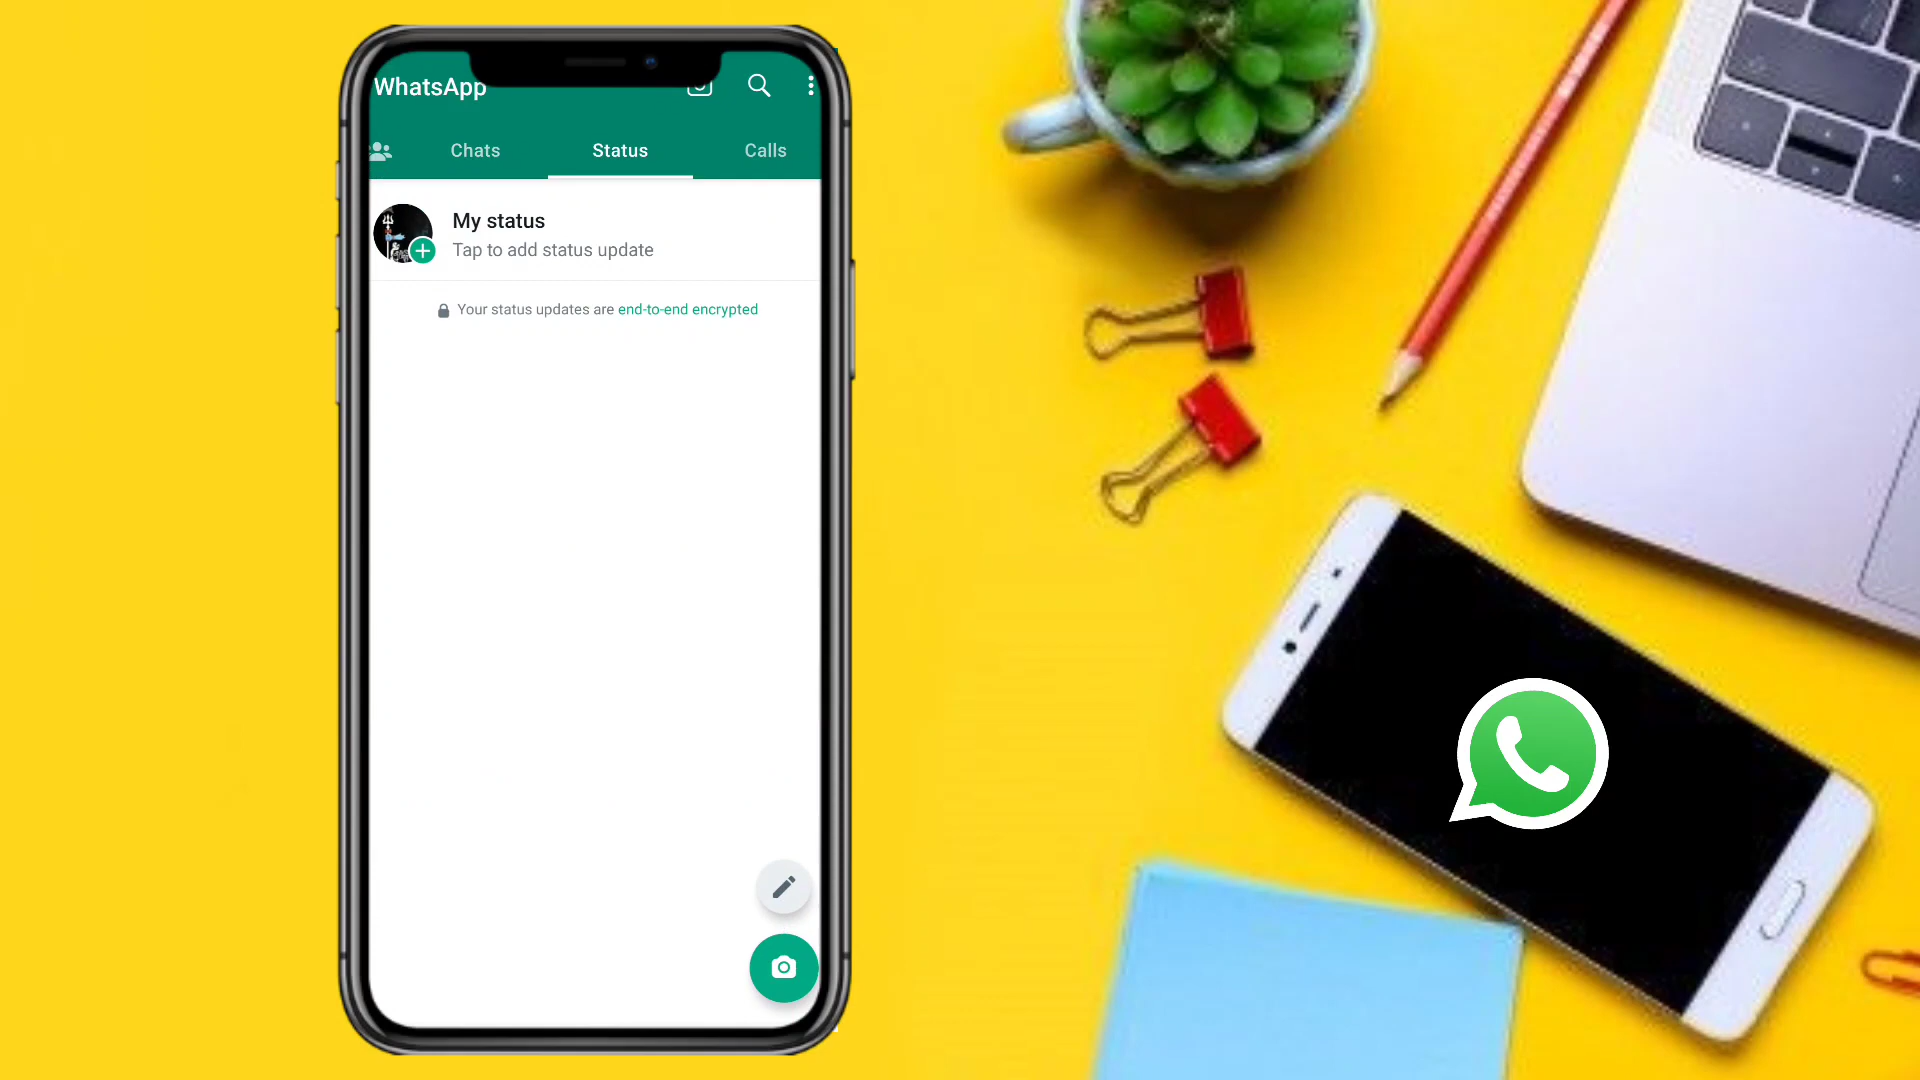 WhatsApp
Chats
Status
Calls
My status
Tap to add status update
Your status updates are end-to-end encrypted